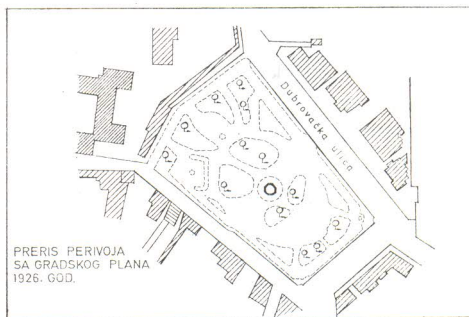 Dubrovačka ulica
PRERIS PERIVOJA
SA GRADSKOG PLANA
1926. GOD.